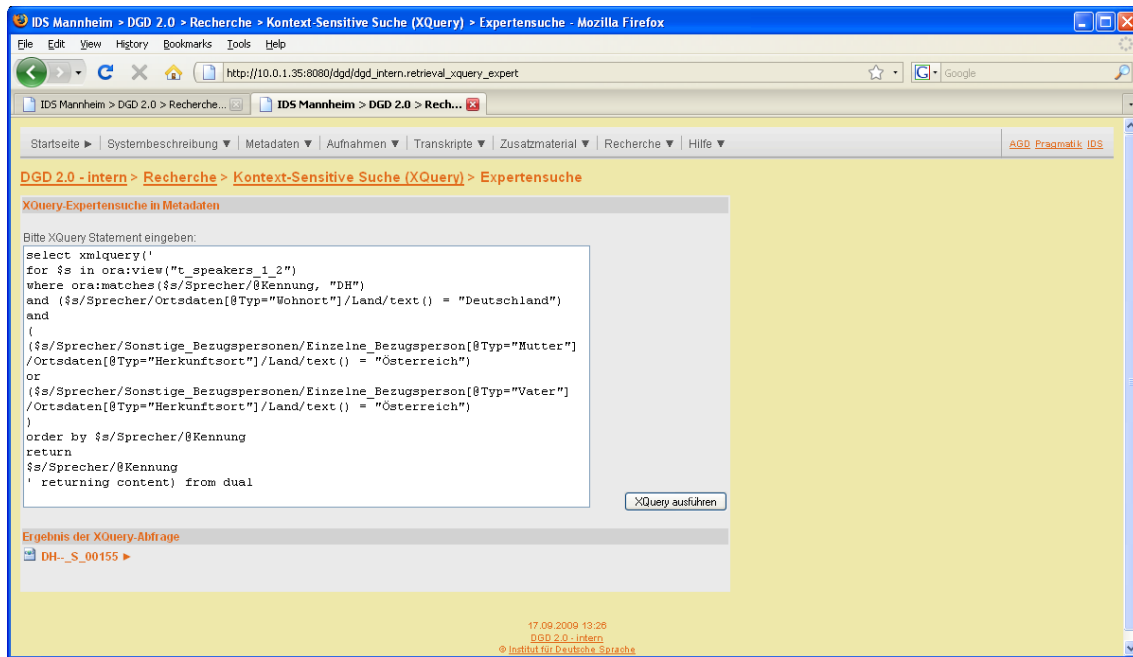 IDS Mannheim > DGD 2.0 > Recherche > Kontext-Sensitive Suche (XQuery) > Expertensuche - Mozilla Firefox
File Edit View History Bookmarks Tools Help
http://10.0.1.35:8080/dgd/dgd_intern.retrieval_xquery_expert
G Google
IDS Mannheim > DGD 2.0 > Recherche... IDS Mannheim > DGD 2.0 > Rech...
Startseite ► | Systembeschreibung ▼ | Metadaten ▼ | Aufnahmen ▼ | Transkripte ▼ | Zusatzmaterial ▼ | Recherche ▼ | Hilfe ▼
AGD Pragmatik IDS
DGD 2.0 - intern > Recherche > Kontext-Sensitive Suche (XQuery) > Expertensuche
XQuery-Expertensuche in Metadaten
Bitte XQuery Statement eingeben:
select xmlquery('
for $s in ora:view("t_speakers_1_2")
where ora:matches($s/Sprecher/@Kennung, "DH")
and ($s/Sprecher/Ortsdaten[@Typ="Wohnort"]/Land/text() = "Deutschland")
and
(
($s/Sprecher/Sonstige_Bezugspersonen/Einzelne_Bezugsperson[@Typ="Mutter"]
/Ortsdaten[@Typ="Herkunftsort"]/Land/text() = "Österreich")
or
($s/Sprecher/Sonstige_Bezugspersonen/Einzelne_Bezugsperson[@Typ="Vater"]
/Ortsdaten[@Typ="Herkunftsort"]/Land/text() = "Österreich")
)
order by $s/Sprecher/@Kennung
return
$s/Sprecher/@Kennung
' returning content) from dual
XQuery ausführen
Ergebnis der XQuery-Abfrage
DH--_S_00155 ►
17.09.2009 13:26
DGD 2.0 - intern
© Institut für Deutsche Sprache